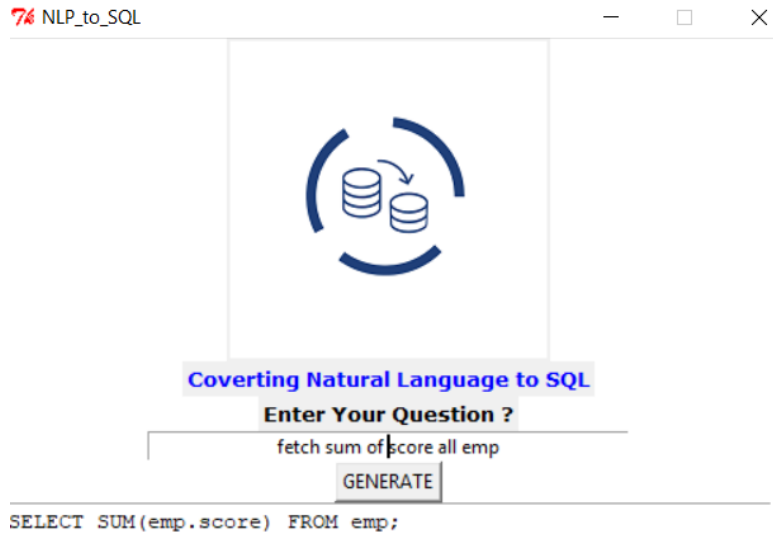 NLP_to_SQL
Coverting Natural Language to SQL
Enter Your Question ?
fetch sum of score all emp
GENERATE
SELECT SUM(emp.score) FROM emp;